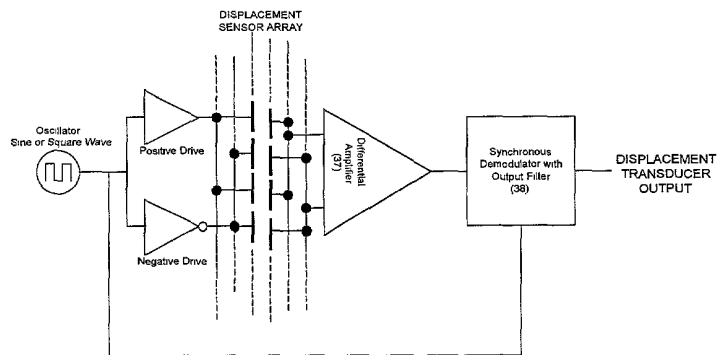 DISPLACEMENT
SENSOR ARRAY
Oscillator
Sine or Square Wave
Positive Drive
Negative Drive
Differential
Amplifier
(37)
Synchronous
Demodulator with
Output Filter
(38)
DISPLACEMENT
TRANSDUCER
OUTPUT